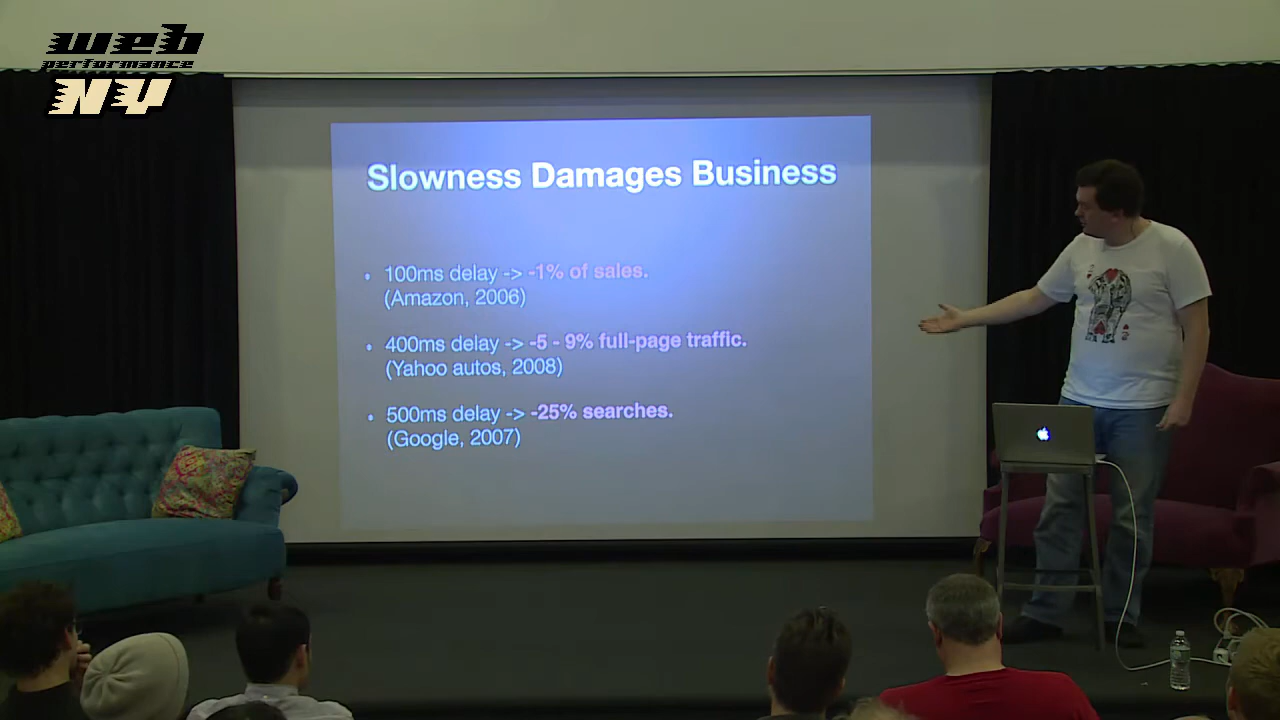 web
performance
NY
Slowness Damages Business
• 100ms delay -> -1% of sales.
(Amazon, 2006)
• 400ms delay -> -5 - 9% full-page traffic.
(Yahoo autos, 2008)
• 500ms delay -> -25% searches.
(Google, 2007)